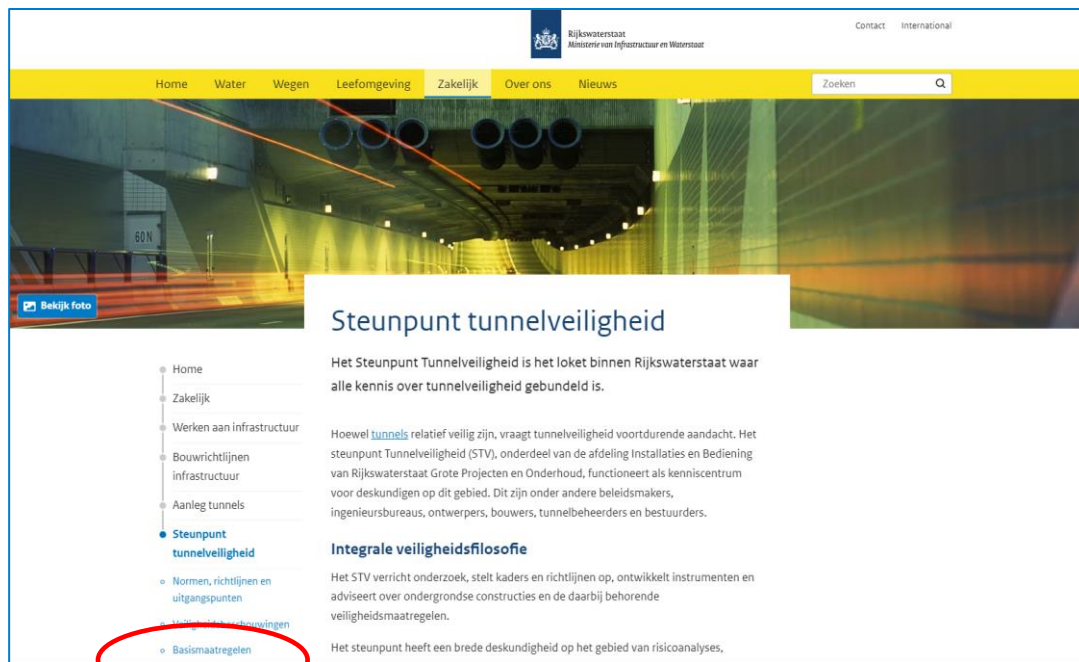 Rijkswaterstaat
Ministerie van Infrastructuur en Waterstaat
Contact International
Home Water Wegen Leefomgeving Zakelijk Over ons Nieuws Zoeken
60N
Bekijk foto
Steunpunt tunnelveiligheid
Het Steunpunt Tunnelveiligheid is het loket binnen Rijkswaterstaat waar
alle kennis over tunnelveiligheid gebundeld is.
Hoewel tunnels relatief veilig zijn, vraagt tunnelveiligheid voortdurende aandacht. Het
steunpunt Tunnelveiligheid (STV), onderdeel van de afdeling Installaties en Bediening
van Rijkswaterstaat Grote Projecten en Onderhoud, functioneert als kenniscentrum
voor deskundigen op dit gebied. Dit zijn onder andere beleidsmakers,
ingenieursbureaus, ontwerpers, bouwers, tunnelbeheerders en bestuurders.
Integrale veiligheidsfilosofie
Het STV verricht onderzoek, stelt kaders en richtlijnen op, ontwikkelt instrumenten en
adviseert over ondergrondse constructies en de daarbij behorende
veiligheidsmaatregelen.
Het steunpunt heeft een brede deskundigheid op het gebied van risicoanalyses,
Home
Zakelijk
Werken aan infrastructuur
Bouwrichtlijnen
infrastructuur
Aanleg tunnels
Steunpunt
tunnelveiligheid
Normen, richtlijnen en
uitgangspunten
Veiligheidsbeschouwingen
Basismaatregelen